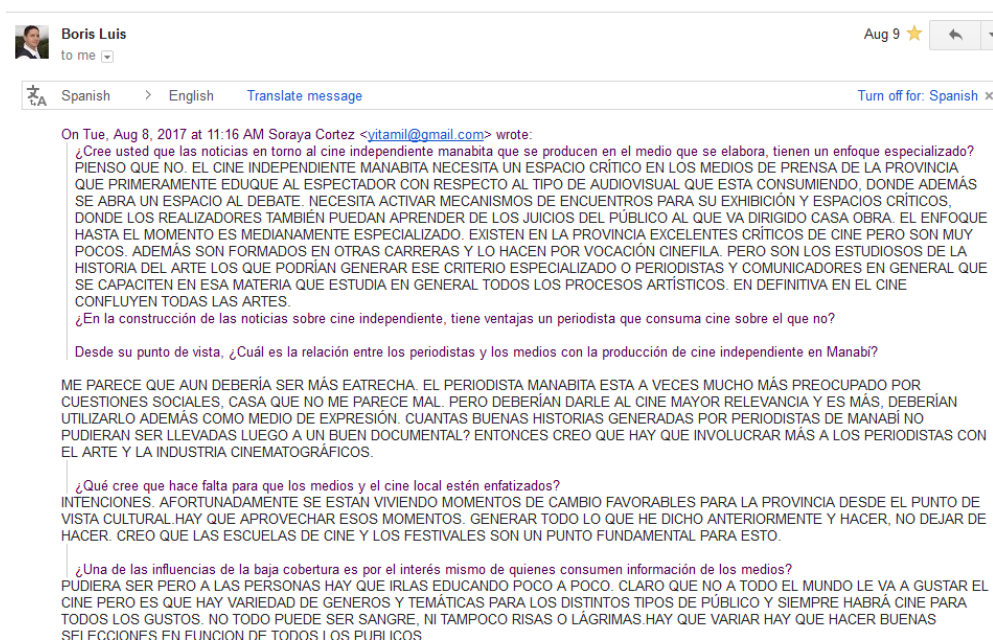 Boris Luis
Aug 9
to me
Spanish > English Translate message
Turn off for: Spanish ×
On Tue, Aug 8, 2017 at 11:16 AM Soraya Cortez <yitamil@gmail.com> wrote:
¿Cree usted que las noticias en torno al cine independiente manabita que se producen en el medio que se elabora, tienen un enfoque especializado?
PIENSO QUE NO. EL CINE INDEPENDIENTE MANABITA NECESITA UN ESPACIO CRÍTICO EN LOS MEDIOS DE PRENSA DE LA PROVINCIA
QUE PRIMERAMENTE EDUQUE AL ESPECTADOR CON RESPECTO AL TIPO DE AUDIOVISUAL QUE ESTA CONSUMIENDO, DONDE ADEMÁS
SE ABRA UN ESPACIO AL DEBATE. NECESITA ACTIVAR MECANISMOS DE ENCUENTROS PARA SU EXHIBICIÓN Y ESPACIOS CRÍTICOS,
DONDE LOS REALIZADORES TAMBIÉN PUEDAN APRENDER DE LOS JUICIOS DEL PÚBLICO AL QUE VA DIRIGIDO CASA OBRA. EL ENFOQUE
HASTA EL MOMENTO ES MEDIANAMENTE ESPECIALIZADO. EXISTEN EN LA PROVINCIA EXCELENTES CRÍTICOS DE CINE PERO SON MUY
POCOS. ADEMÁS SON FORMADOS EN OTRAS CARRERAS Y LO HACEN POR VOCACIÓN CINEFILA. PERO SON LOS ESTUDIOSOS DE LA
HISTORIA DEL ARTE LOS QUE PODRÍAN GENERAR ESE CRITERIO ESPECIALIZADO O PERIODISTAS Y COMUNICADORES EN GENERAL QUE
SE CAPACITEN EN ESA MATERIA QUE ESTUDIA EN GENERAL TODOS LOS PROCESOS ARTÍSTICOS. EN DEFINITIVA EN EL CINE
CONFLUYEN TODAS LAS ARTES.
¿En la construcción de las noticias sobre cine independiente, tiene ventajas un periodista que consuma cine sobre el que no?
Desde su punto de vista, ¿Cuál es la relación entre los periodistas y los medios con la producción de cine independiente en Manabí?
ME PARECE QUE AUN DEBERÍA SER MÁS EATRECHA. EL PERIODISTA MANABITA ESTA A VECES MUCHO MÁS PREOCUPADO POR
CUESTIONES SOCIALES, CASA QUE NO ME PARECE MAL. PERO DEBERÍAN DARLE AL CINE MAYOR RELEVANCIA Y ES MÁS, DEBERÍAN
UTILIZARLO ADEMÁS COMO MEDIO DE EXPRESIÓN. CUANTAS BUENAS HISTORIAS GENERADAS POR PERIODISTAS DE MANABÍ NO
PUDIERAN SER LLEVADAS LUEGO A UN BUEN DOCUMENTAL? ENTONCES CREO QUE HAY QUE INVOLUCRAR MÁS A LOS PERIODISTAS CON
EL ARTE Y LA INDUSTRIA CINEMATOGRÁFICOS.
¿Qué cree que hace falta para que los medios y el cine local estén enfatizados?
INTENCIONES. AFORTUNADAMENTE SE ESTAN VIVIENDO MOMENTOS DE CAMBIO FAVORABLES PARA LA PROVINCIA DESDE EL PUNTO DE
VISTA CULTURAL.HAY QUE APROVECHAR ESOS MOMENTOS. GENERAR TODO LO QUE HE DICHO ANTERIORMENTE Y HACER, NO DEJAR DE
HACER. CREO QUE LAS ESCUELAS DE CINE Y LOS FESTIVALES SON UN PUNTO FUNDAMENTAL PARA ESTO.
¿Una de las influencias de la baja cobertura es por el interés mismo de quienes consumen información de los medios?
PUDIERA SER PERO A LAS PERSONAS HAY QUE IRLAS EDUCANDO POCO A POCO. CLARO QUE NO A TODO EL MUNDO LE VA A GUSTAR EL
CINE PERO ES QUE HAY VARIEDAD DE GENEROS Y TEMÁTICAS PARA LOS DISTINTOS TIPOS DE PÚBLICO Y SIEMPRE HABRÁ CINE PARA
TODOS LOS GUSTOS. NO TODO PUEDE SER SANGRE, NI TAMPOCO RISAS O LÁGRIMAS.HAY QUE VARIAR HAY QUE HACER BUENAS
SELECCIONES EN FUNCION DE TODOS LOS PUBLICOS